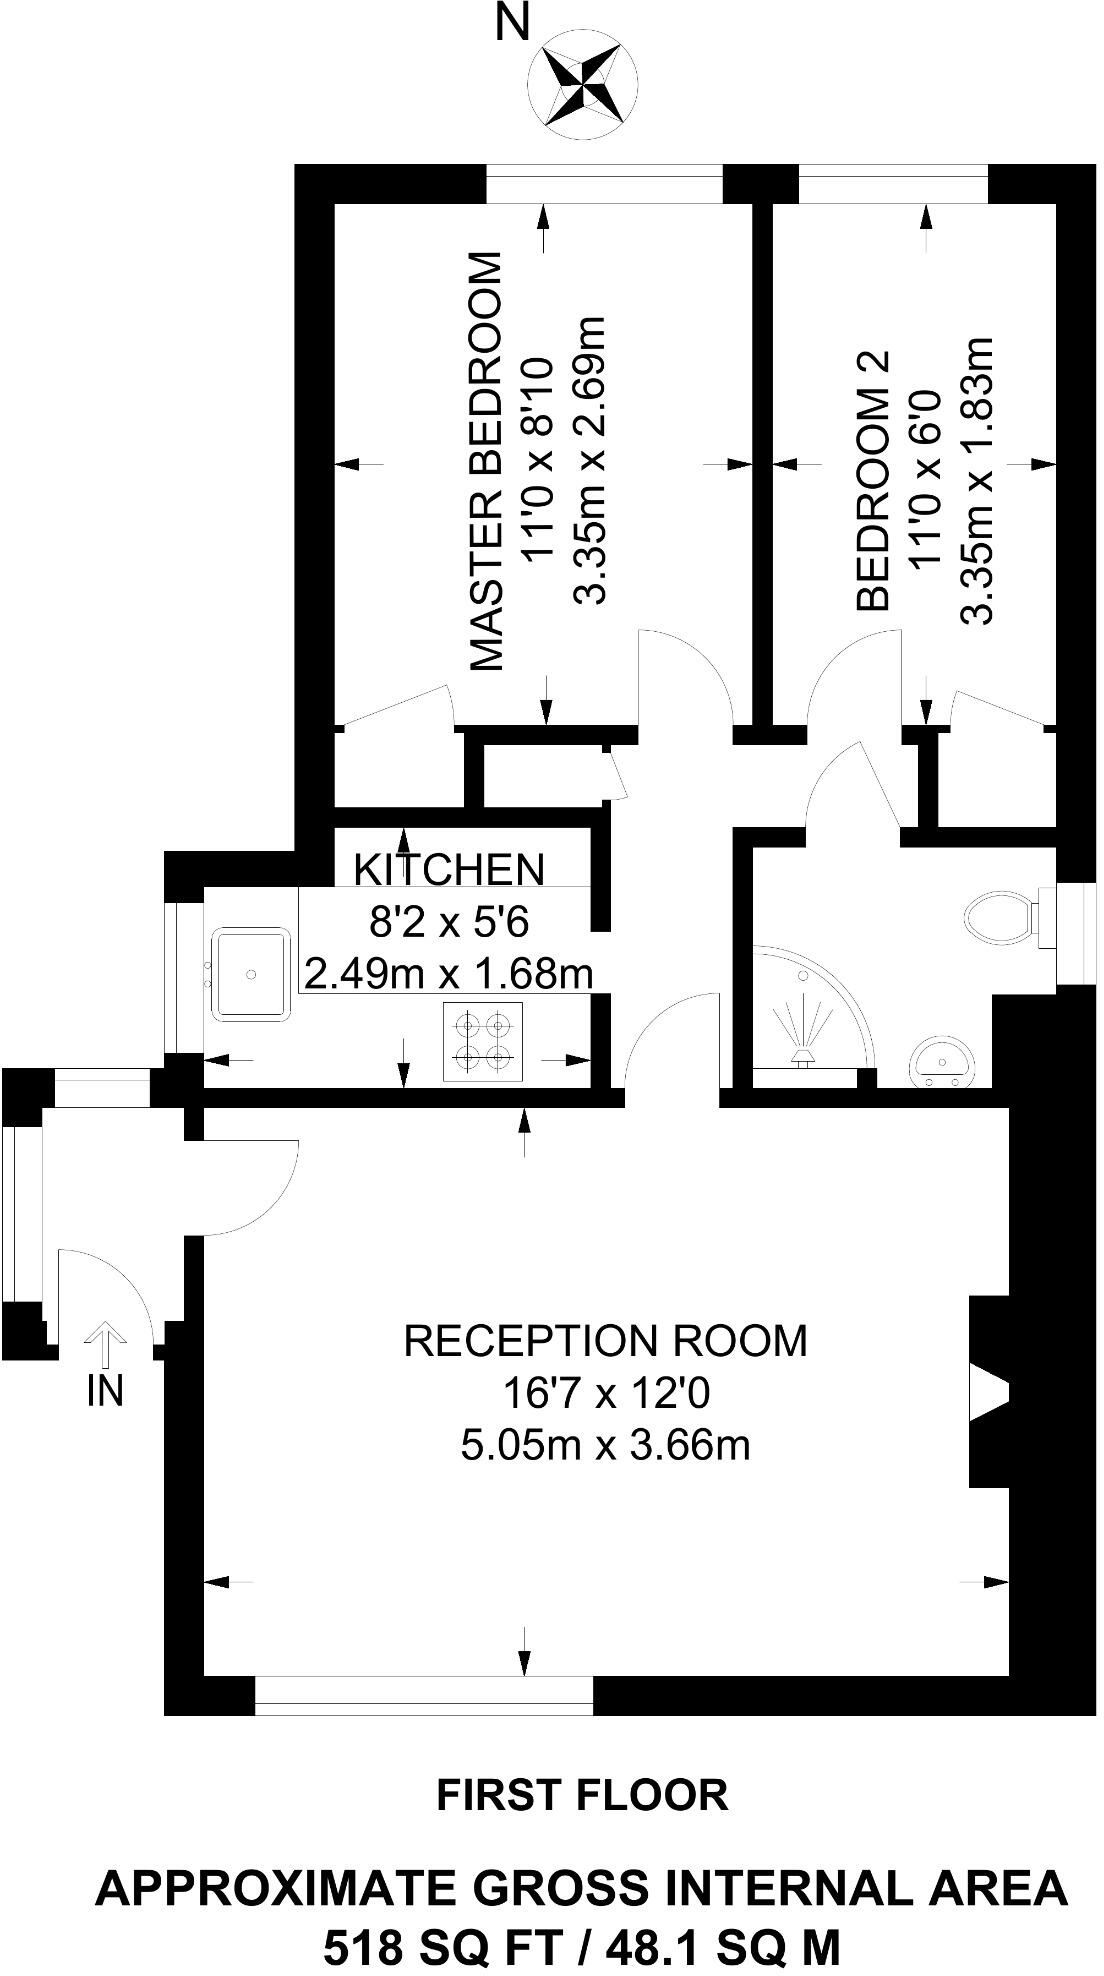 N
MASTER BEDROOM
11'0 x 8'10
3.35m x 2.69m
BEDROOM 2
11'0 x 6'0
3.35m x 1.83m
KITCHEN
8'2 x 5'6
2.49m x 1.68m
IN
RECEPTION ROOM
16'7 x 12'0
5.05m x 3.66m
FIRST FLOOR
APPROXIMATE GROSS INTERNAL AREA
518 SQ FT / 48.1 SQ M